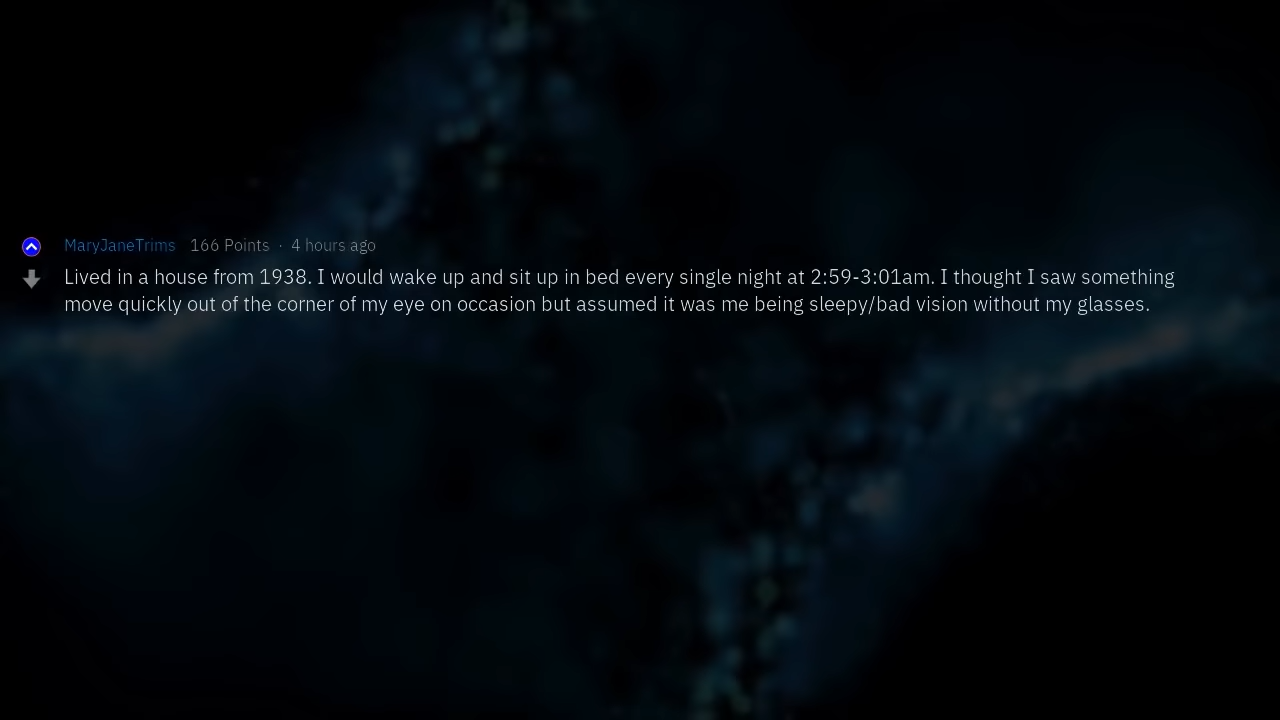 MaryJaneTrims 166 Points · 4 hours ago
Lived in a house from 1938. I would wake up and sit up in bed every single night at 2:59-3:01am. I thought I saw something
move quickly out of the corner of my eye on occasion but assumed it was me being sleepy/bad vision without my glasses.